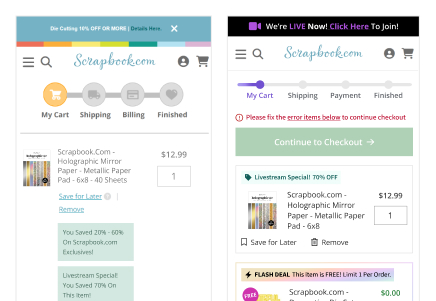 Die Cutting 10% OFF OR MORE | Details Here.
Scrapbook.com
My Cart Shipping Billing Finished
Scrapbook.com -
Holographic Mirror
Paper - Metallic Paper
Pad - 6x8 - 40 Sheets
$12.99
1
Save for Later
Remove
You Saved 20% - 60%
On Scrapbook.com
Exclusives!
Livestream Special!
You Saved 70% On
This Item!
We're LIVE Now! Click Here To Join!
Scrapbook.com
My Cart Shipping Payment Finished
Please fix the error items below to continue checkout
Continue to Checkout →
Livestream Special! 70% OFF
Scrapbook.com -
Holographic Mirror
Paper - Metallic Paper
Pad - 6x8
$12.99
1
Save for Later Remove
FLASH DEAL This item is FREE! Limit 1 Per Order.
FREE
Scrapbook.com -
$0.00